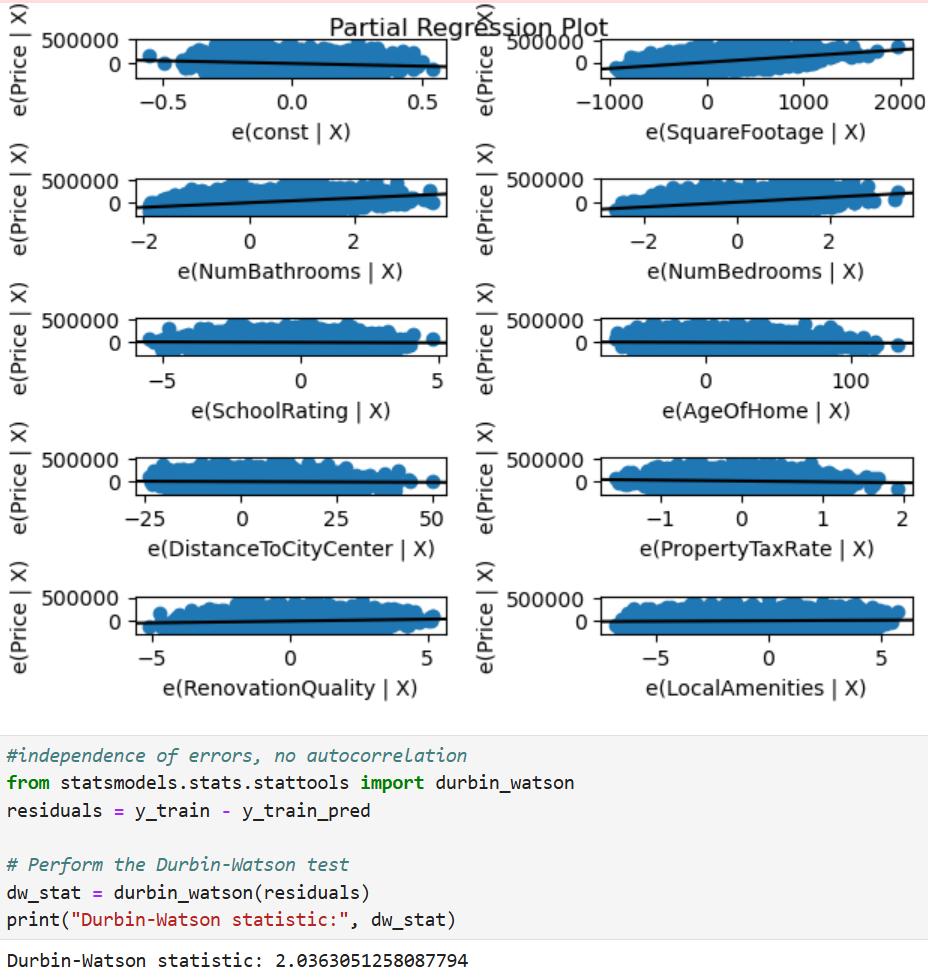 Partial Regression Plot
e(Price | X)
500000
0
−0.5 0.0 0.5
e(const | X)
e(Price | X)
500000
0
−1000 0 1000 2000
e(SquareFootage | X)
e(Price | X)
500000
0
−2 0 2
e(NumBathrooms | X)
e(Price | X)
500000
0
−2 0 2
e(NumBedrooms | X)
e(Price | X)
500000
0
−5 0 5
e(SchoolRating | X)
e(Price | X)
500000
0
0 100
e(AgeOfHome | X)
e(Price | X)
500000
0
−25 0 25 50
e(DistanceToCityCenter | X)
e(Price | X)
500000
0
−1 0 1 2
e(PropertyTaxRate | X)
e(Price | X)
500000
0
−5 0 5
e(RenovationQuality | X)
e(Price | X)
500000
0
−5 0 5
e(LocalAmenities | X)
#independence of errors, no autocorrelation
from statsmodels.stats.stattools import durbin_watson
residuals = y_train - y_train_pred
# Perform the Durbin-Watson test
dw_stat = durbin_watson(residuals)
print("Durbin-Watson statistic:", dw_stat)
Durbin-Watson statistic: 2.0363051258087794